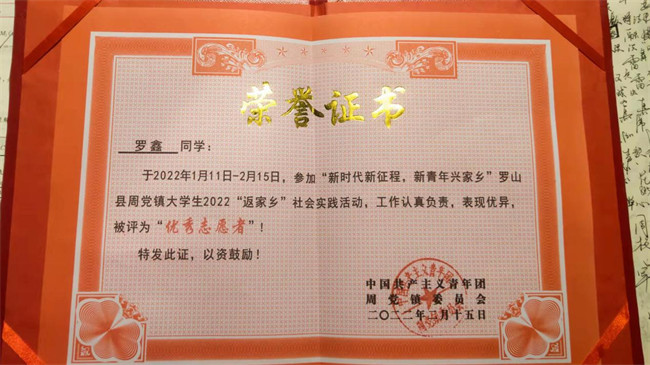 荣誉证书
罗鑫 同学：
于2022年1月11日-2月15日，参加“新时代新征程，新青年兴家乡”罗山
县周党镇大学生2022“返家乡”社会实践活动，工作认真负责，表现优异，
被评为“优秀志愿者”！
特发此证，以资鼓励！
中国共产主义青年团
周党镇委员会
二〇二二年二月十五日